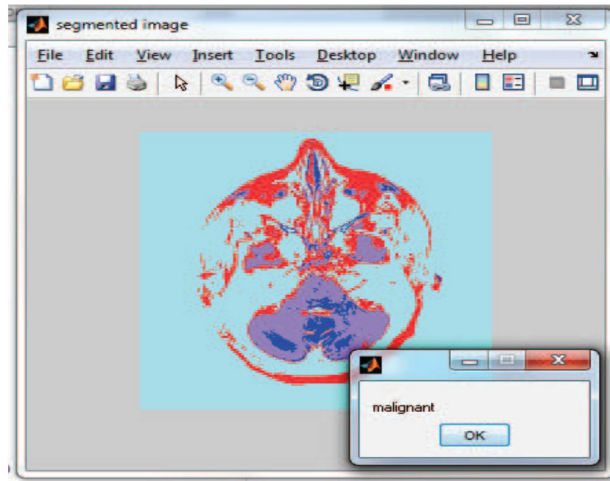 segmented image
File Edit View Insert Tools Desktop Window Help
malignant
OK